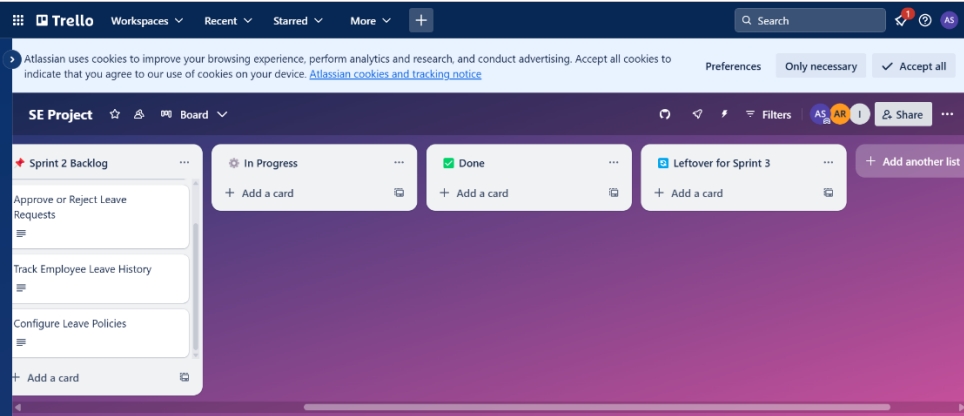 Trello
Workspaces
Recent
Starred
More
Search
1
AS
Atlassian uses cookies to improve your browsing experience, perform analytics and research, and conduct advertising. Accept all cookies to
indicate that you agree to our use of cookies on your device. Atlassian cookies and tracking notice
Preferences
Only necessary
Accept all
SE Project
Board
Filters
AS
AR
I
Share
Sprint 2 Backlog
Approve or Reject Leave
Requests
Track Employee Leave History
Configure Leave Policies
Add a card
In Progress
Add a card
Done
Add a card
Leftover for Sprint 3
Add a card
Add another list